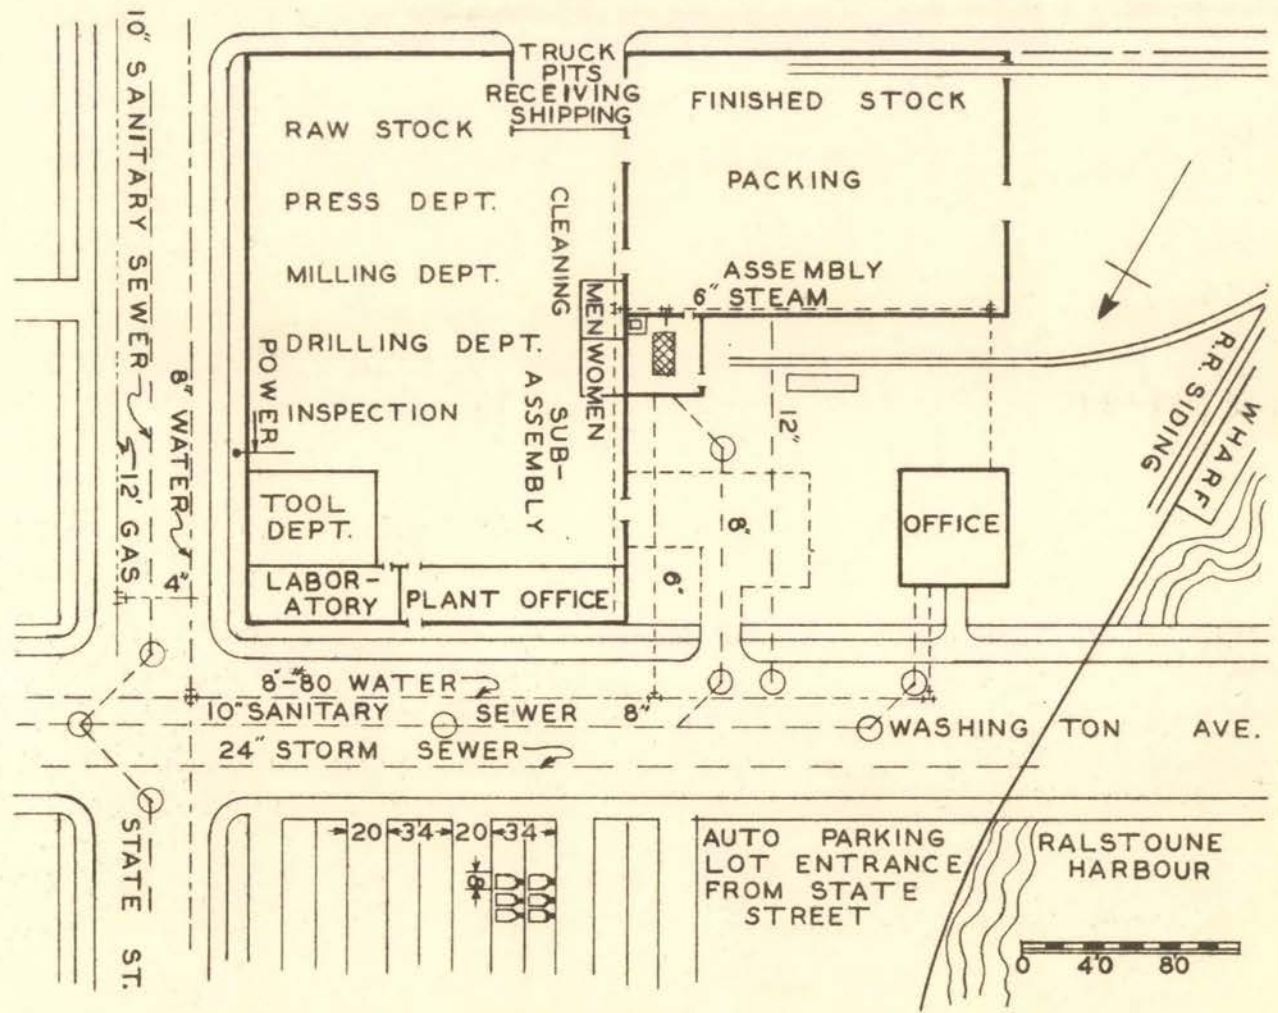 10" SANITARY SEWER
12' GAS
8" WATER
4"
TRUCK
PITS
RECEIVING
SHIPPING
RAW STOCK
PRESS DEPT.
MILLING DEPT.
DRILLING DEPT.
INSPECTION
POWER
TOOL
DEPT.
LABOR-
ATORY
PLANT OFFICE
CLEANING
SUB-
ASSEMBLY
MEN
WOMEN
FINISHED STOCK
PACKING
ASSEMBLY
6" STEAM
12"
8"
6"
OFFICE
R.R. SIDING
WHARF
8"-#80 WATER
10" SANITARY SEWER
8"
24" STORM SEWER
WASHINGTON AVE.
STATE ST.
20 34 20 34
8
AUTO PARKING
LOT ENTRANCE
FROM STATE
STREET
RALSTOUNE
HARBOUR
0 40 80